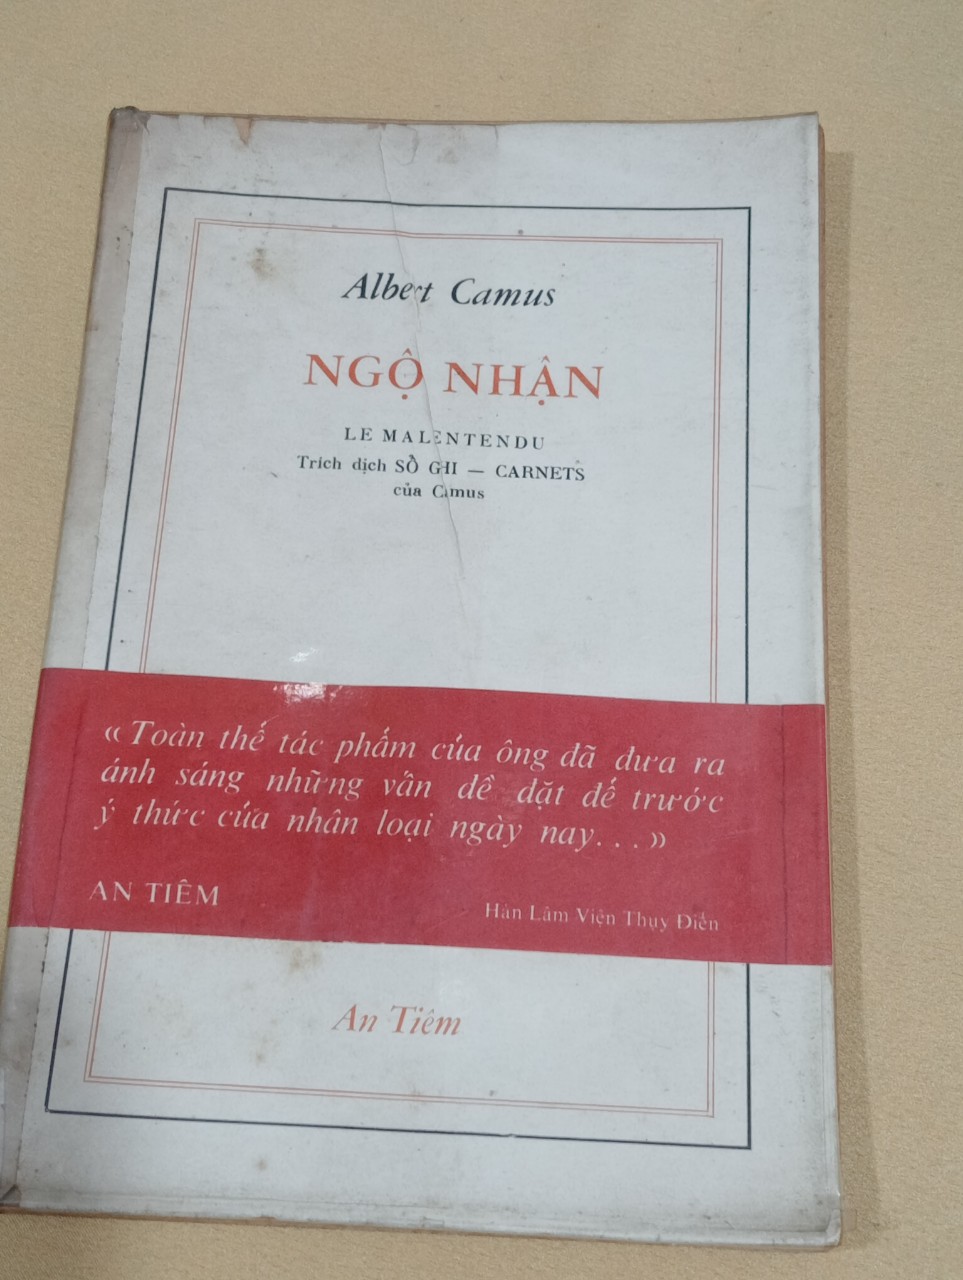 Albert Camus
NGỘ NHẬN
LE MALENTENDU
Trích dịch SỔ GHI — CARNETS
của Camus
« Toàn thế tác phẩm của ông đã đưa ra
ánh sáng những vấn đề đặt đế trước
ý thức của nhân loại ngày nay. . . »
AN TIÊM
Hàn Lâm Viện Thụy Điển
An Tiêm